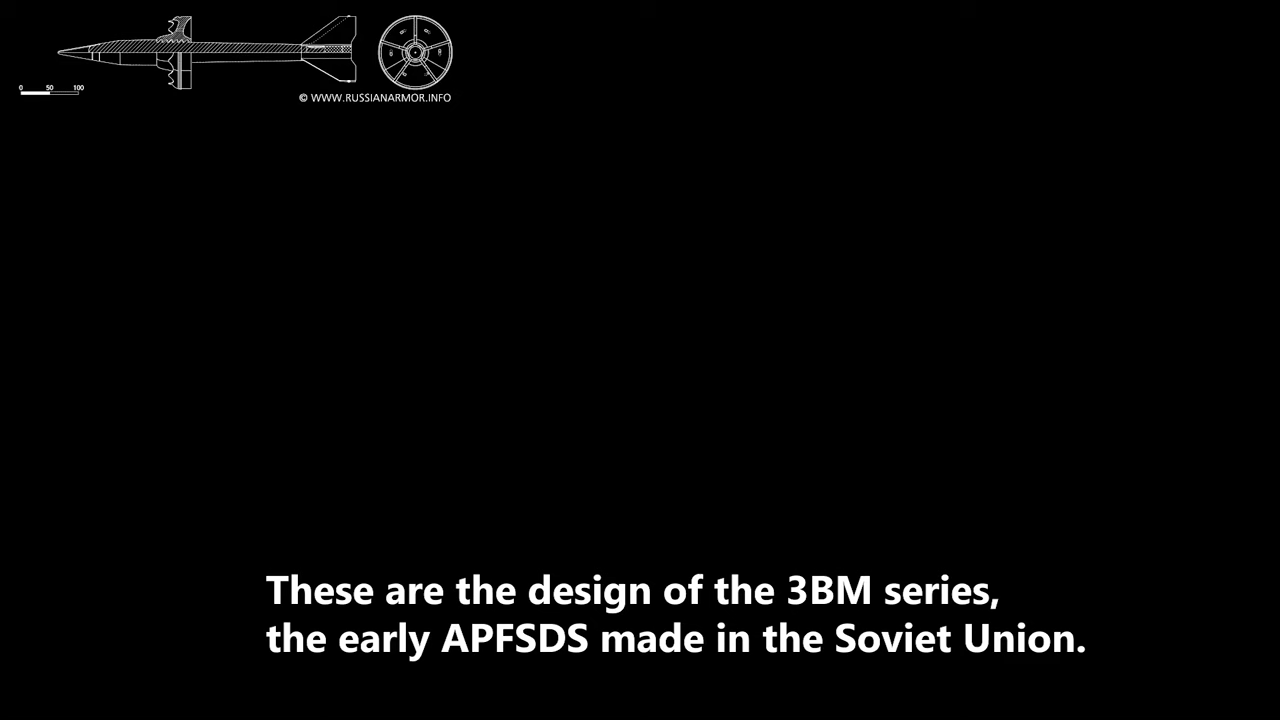 0 50 100
© WWW.RUSSIANARMOR.INFO
These are the design of the 3BM series,
the early APFSDS made in the Soviet Union.